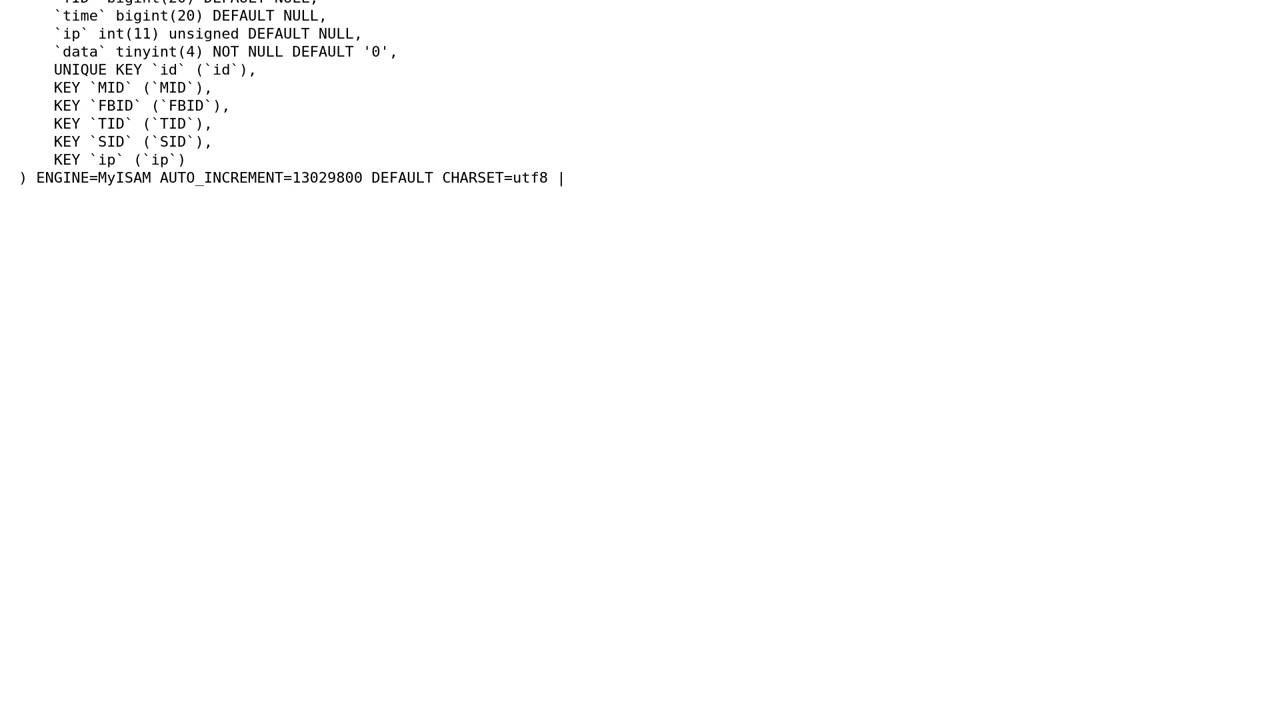 `time` bigint(20) DEFAULT NULL,
`ip` int(11) unsigned DEFAULT NULL,
`data` tinyint(4) NOT NULL DEFAULT '0',
UNIQUE KEY `id` (`id`),
KEY `MID` (`MID`),
KEY `FBID` (`FBID`),
KEY `TID` (`TID`),
KEY `SID` (`SID`),
KEY `ip` (`ip`)
) ENGINE=MyISAM AUTO_INCREMENT=13029800 DEFAULT CHARSET=utf8 |